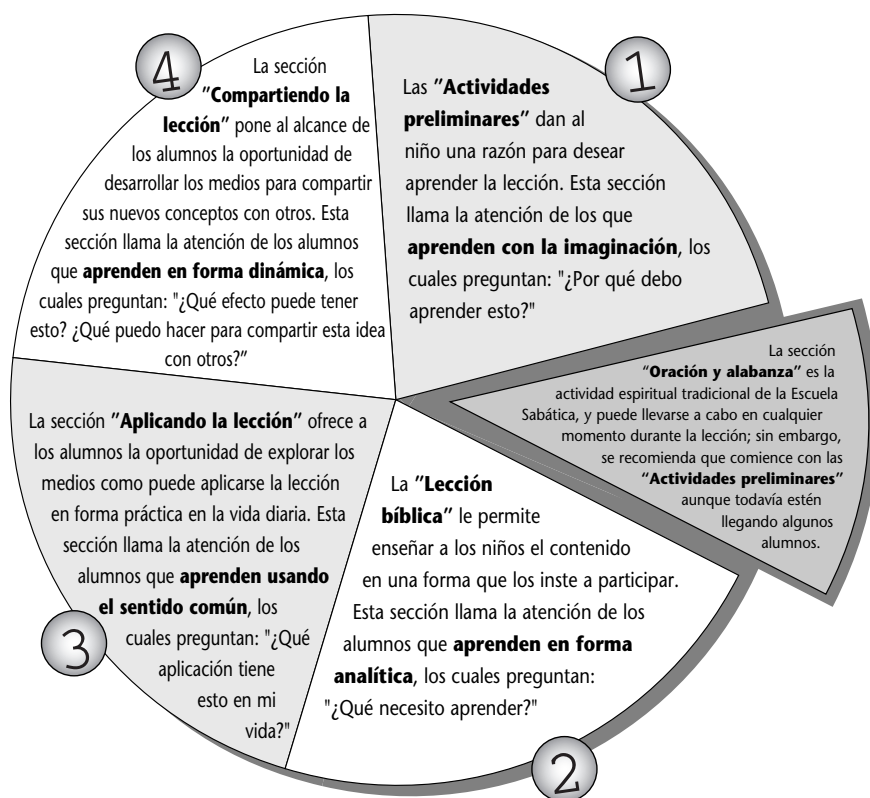 1
Las "Actividades
preliminares" dan al
niño una razón para desear
aprender la lección. Esta sección
llama la atención de los que
aprenden con la imaginación, los
cuales preguntan: "¿Por qué debo
aprender esto?"
La sección
"Oración y alabanza" es la
actividad espiritual tradicional de la Escuela
Sabática, y puede llevarse a cabo en cualquier
momento durante la lección; sin embargo,
se recomienda que comience con las
"Actividades preliminares"
aunque todavía estén
llegando algunos
alumnos.
2
La "Lección
bíblica" le permite
enseñar a los niños el contenido
en una forma que los inste a participar.
Esta sección llama la atención de los
alumnos que aprenden en forma
analítica, los cuales preguntan:
"¿Qué necesito aprender?"
3
La sección "Aplicando la lección" ofrece a
los alumnos la oportunidad de explorar los
medios como puede aplicarse la lección
en forma práctica en la vida diaria. Esta
sección llama la atención de los
alumnos que aprenden usando
el sentido común, los
cuales preguntan: "¿Qué
aplicación tiene
esto en mi
vida?"
4
La sección
"Compartiendo la
lección" pone al alcance de
los alumnos la oportunidad de
desarrollar los medios para compartir
sus nuevos conceptos con otros. Esta
sección llama la atención de los alumnos
que aprenden en forma dinámica, los
cuales preguntan: "¿Qué efecto puede tener
esto? ¿Qué puedo hacer para compartir esta idea
con otros?"